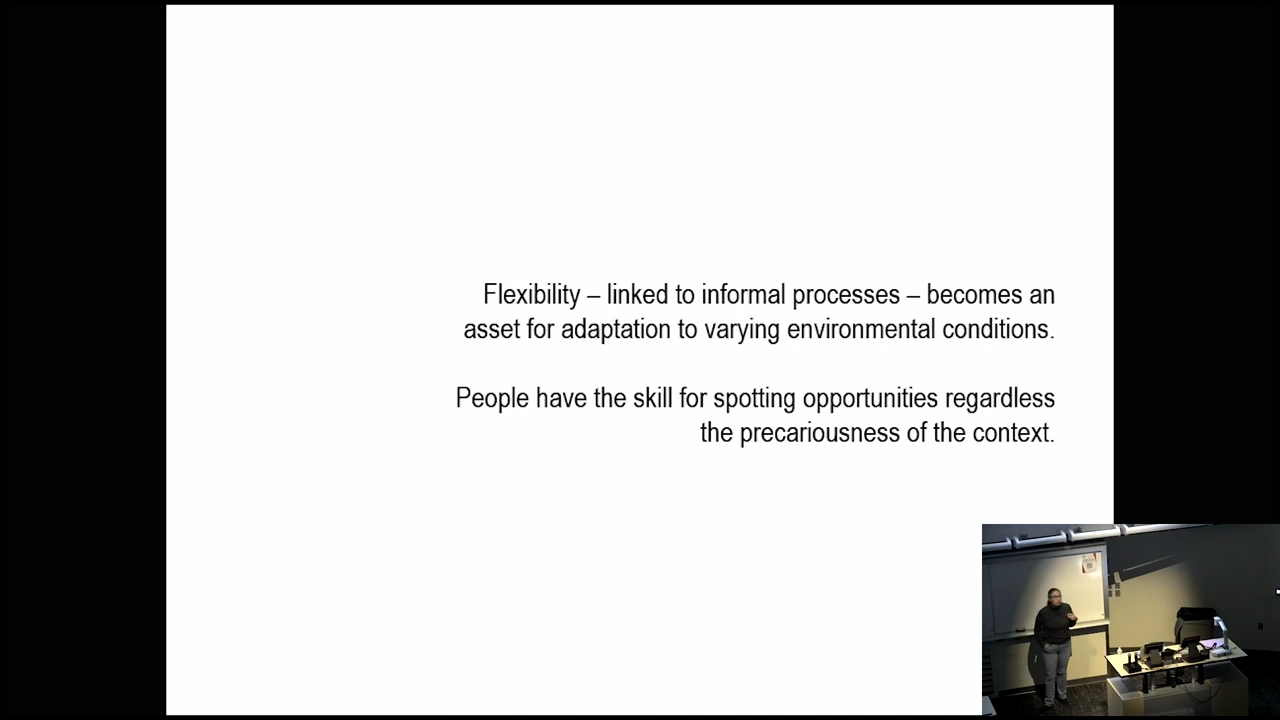 Flexibility – linked to informal processes – becomes an
asset for adaptation to varying environmental conditions.
People have the skill for spotting opportunities regardless
the precariousness of the context.